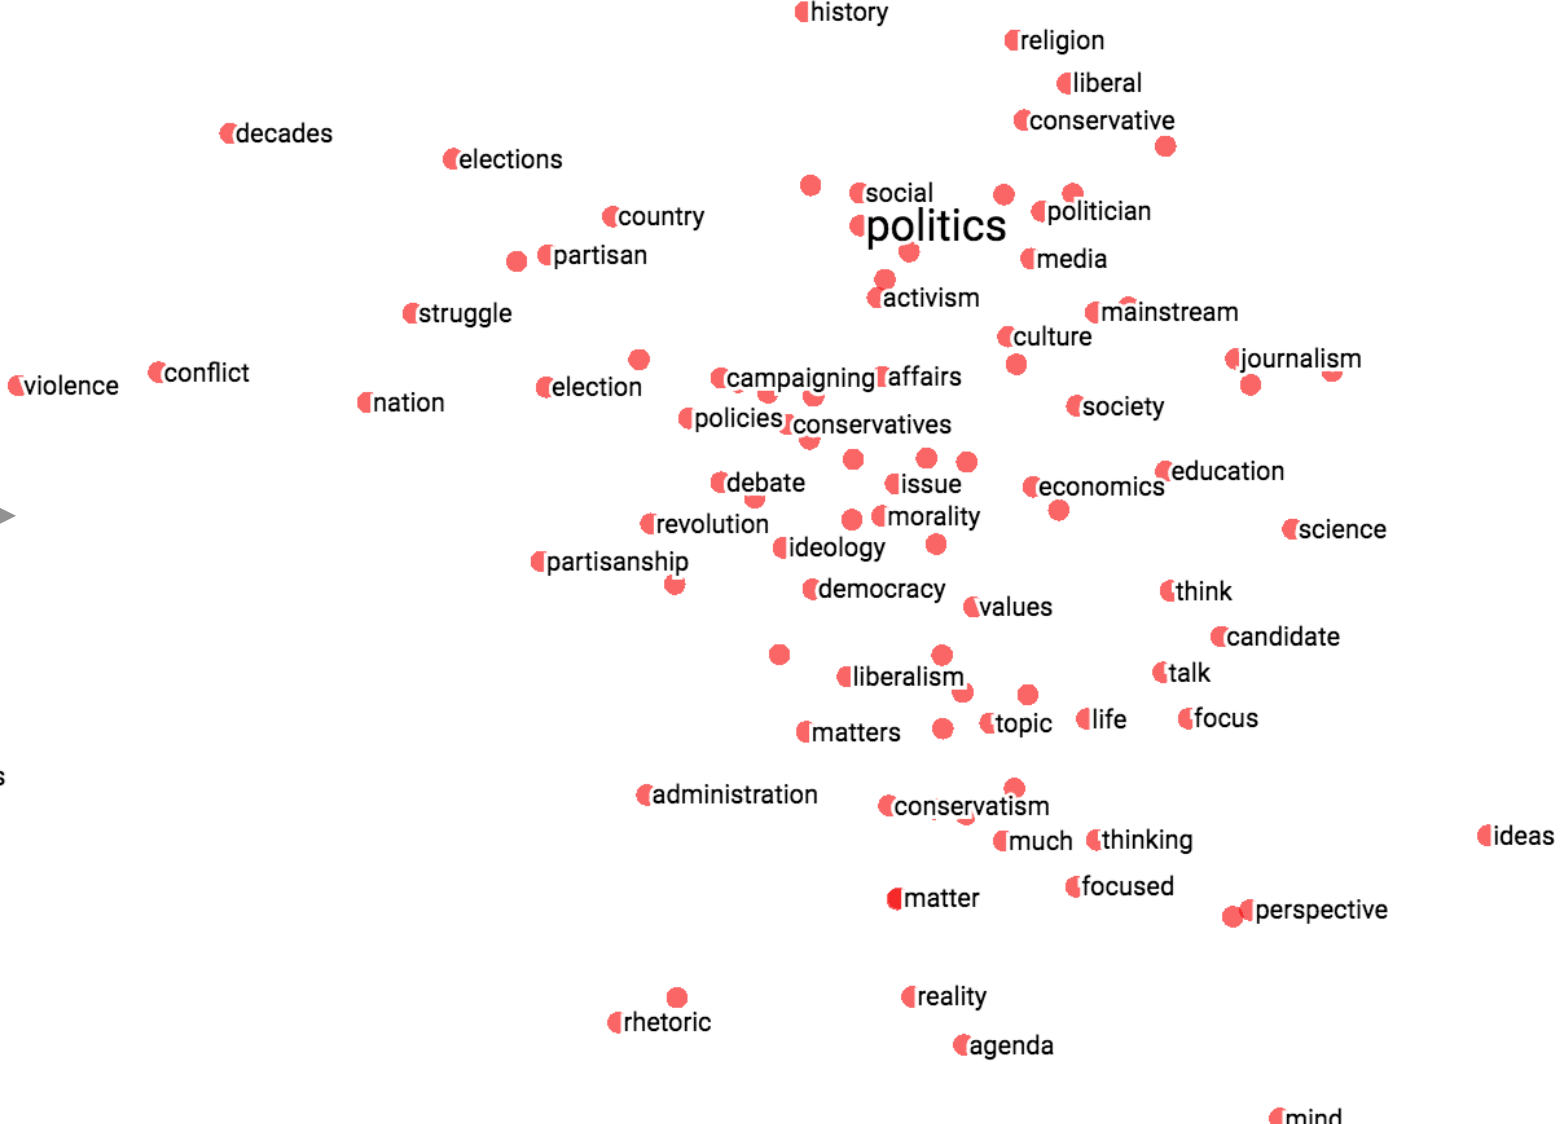 history
religion
liberal
conservative
decades
elections
social
politician
country
politics
partisan
media
activism
mainstream
struggle
culture
journalism
conflict
campaigning
affairs
violence
election
nation
society
policies
conservatives
education
debate
issue
economics
morality
revolution
science
ideology
partisanship
democracy
think
values
candidate
liberalism
talk
topic
life
focus
matters
s
administration
conservatism
ideas
much
thinking
focused
matter
perspective
reality
rhetoric
agenda
mind